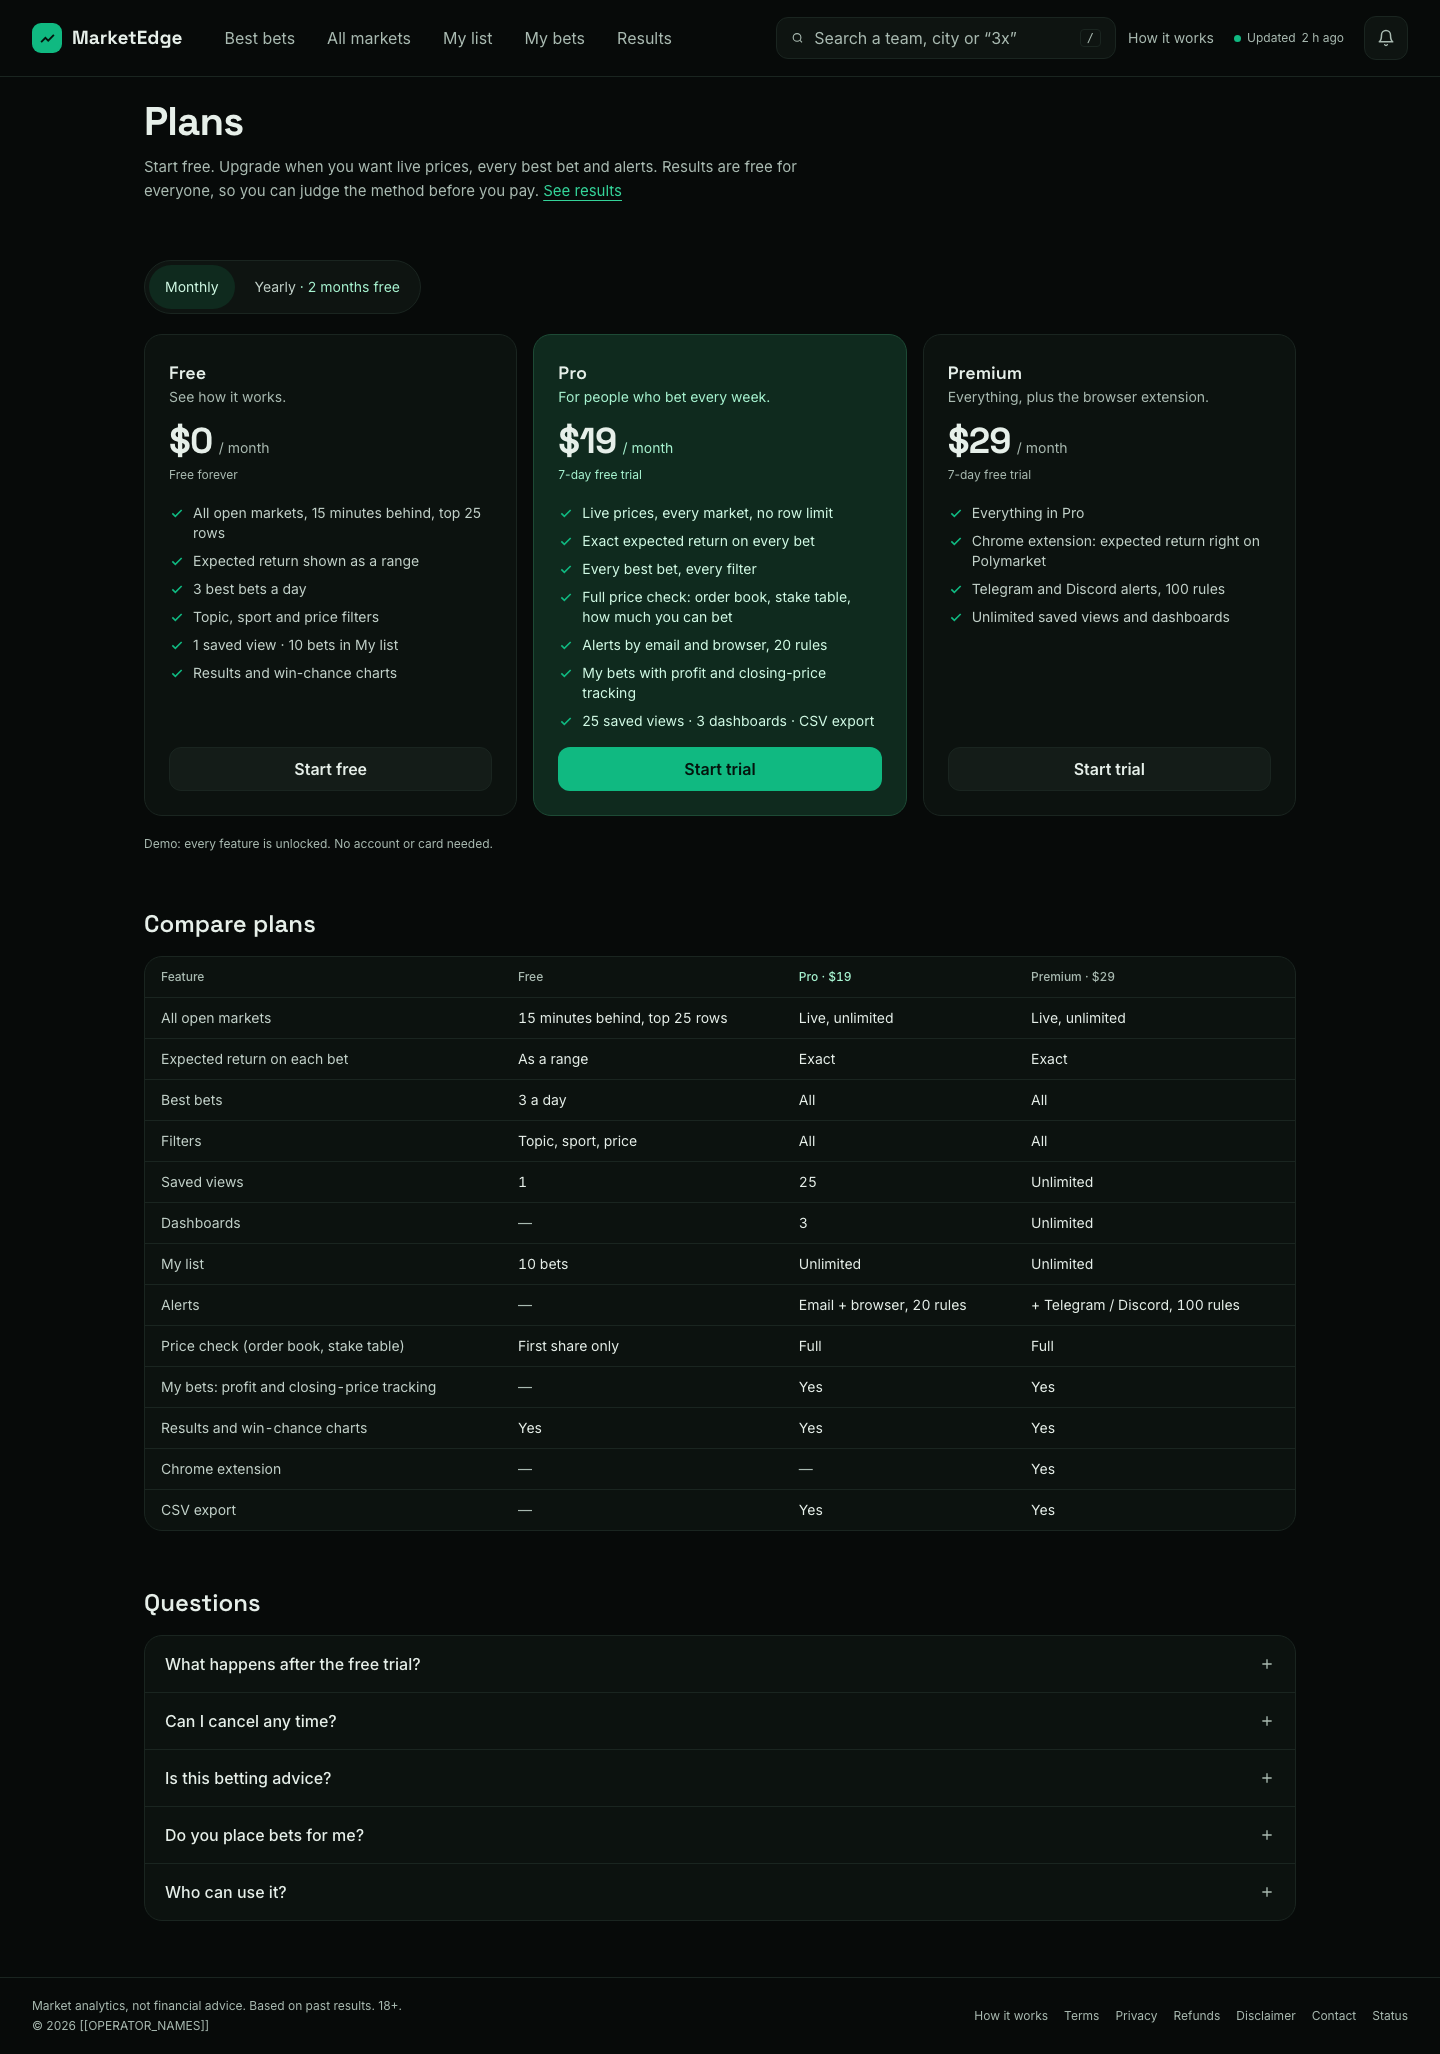 MarketEdge
Best bets
All markets
My list
My bets
Results
Search a team, city or “3x”
/
How it works
Updated 2 h ago
Plans
Start free. Upgrade when you want live prices, every best bet and alerts. Results are free for
everyone, so you can judge the method before you pay. See results
Monthly
Yearly · 2 months free
Free
See how it works.
$0 / month
Free forever
All open markets, 15 minutes behind, top 25
rows
Expected return shown as a range
3 best bets a day
Topic, sport and price filters
1 saved view · 10 bets in My list
Results and win-chance charts
Start free
Pro
For people who bet every week.
$19 / month
7-day free trial
Live prices, every market, no row limit
Exact expected return on every bet
Every best bet, every filter
Full price check: order book, stake table,
how much you can bet
Alerts by email and browser, 20 rules
My bets with profit and closing-price
tracking
25 saved views · 3 dashboards · CSV export
Start trial
Premium
Everything, plus the browser extension.
$29 / month
7-day free trial
Everything in Pro
Chrome extension: expected return right on
Polymarket
Telegram and Discord alerts, 100 rules
Unlimited saved views and dashboards
Start trial
Demo: every feature is unlocked. No account or card needed.
Compare plans
Feature Free Pro · $19 Premium · $29
All open markets 15 minutes behind, top 25 rows Live, unlimited Live, unlimited
Expected return on each bet As a range Exact Exact
Best bets 3 a day All All
Filters Topic, sport, price All All
Saved views 1 25 Unlimited
Dashboards — 3 Unlimited
My list 10 bets Unlimited Unlimited
Alerts — Email + browser, 20 rules + Telegram / Discord, 100 rules
Price check (order book, stake table) First share only Full Full
My bets: profit and closing-price tracking — Yes Yes
Results and win-chance charts Yes Yes Yes
Chrome extension — — Yes
CSV export — Yes Yes
Questions
What happens after the free trial?
Can I cancel any time?
Is this betting advice?
Do you place bets for me?
Who can use it?
Market analytics, not financial advice. Based on past results. 18+.
© 2026 [[OPERATOR_NAMES]]
How it works Terms Privacy Refunds Disclaimer Contact Status